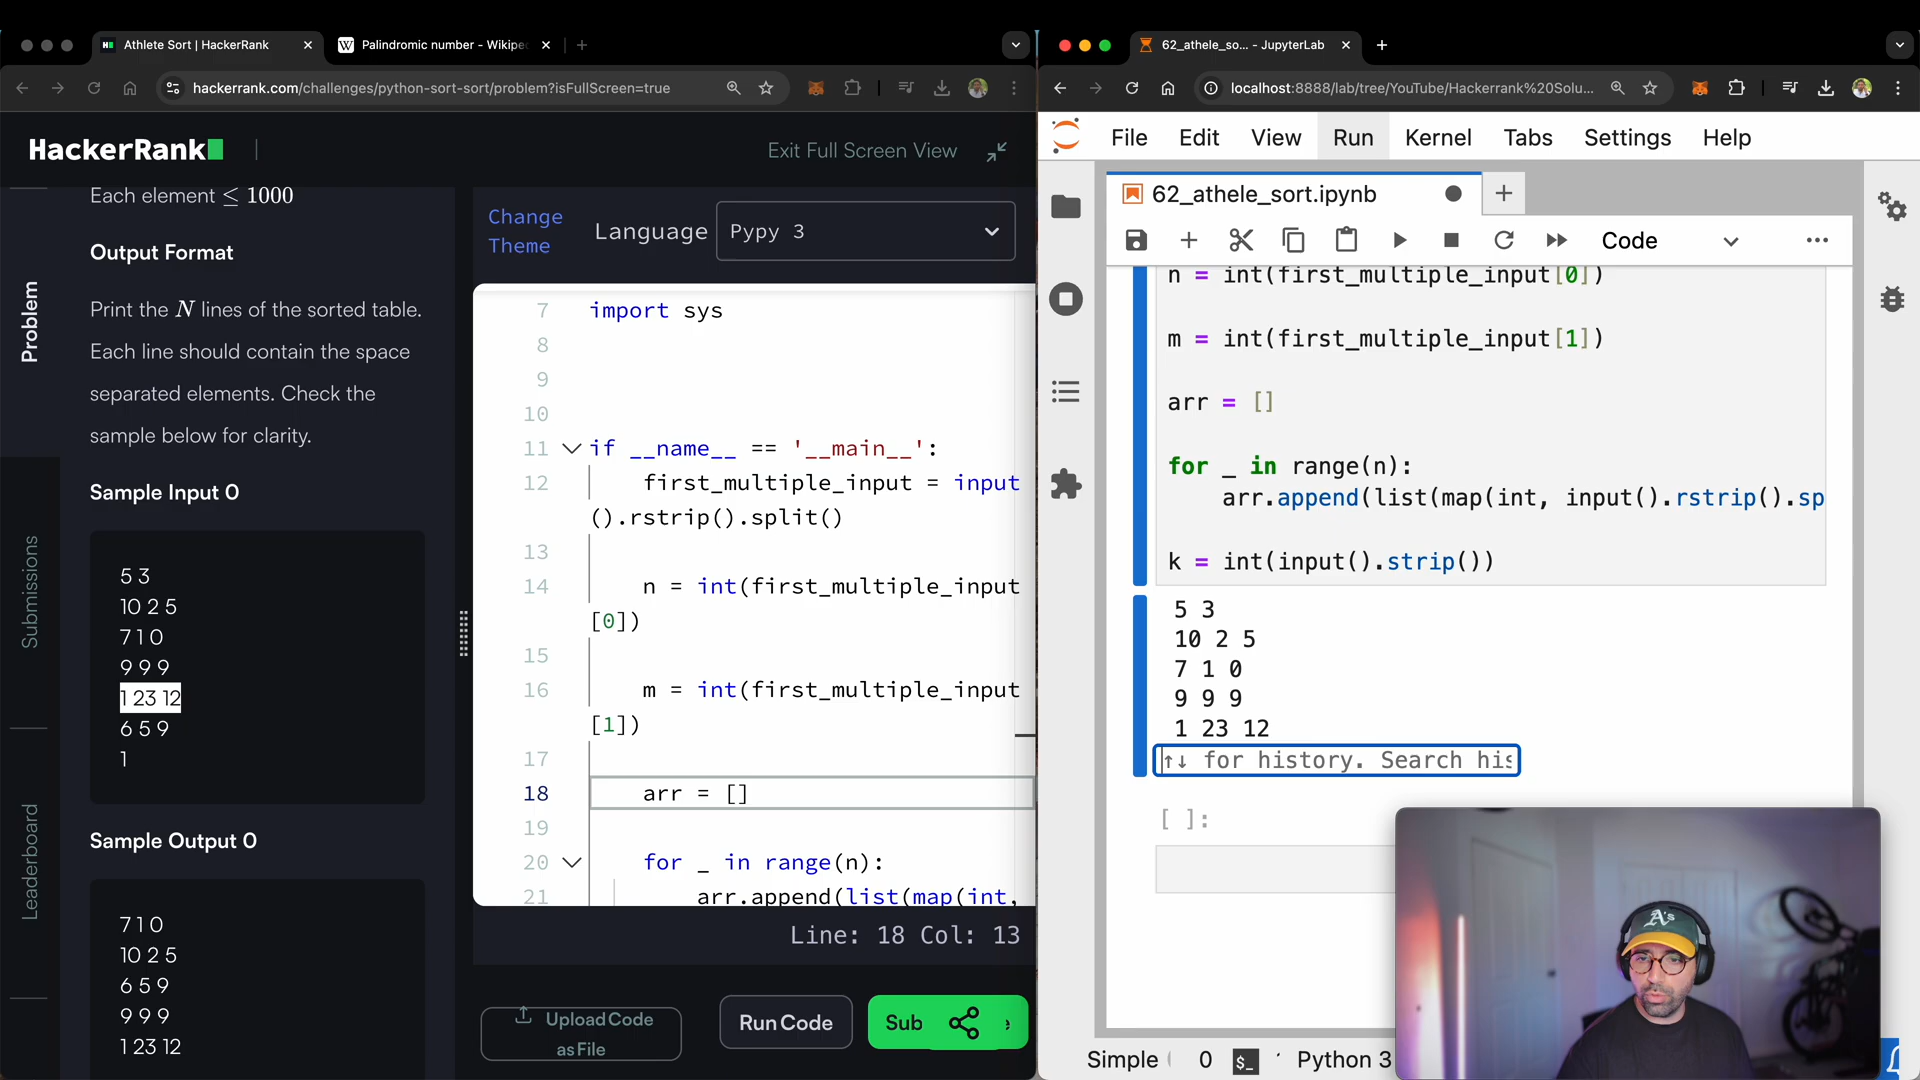 Athlete Sort | HackerRank
Palindromic number - Wikipe
hackerrank.com/challenges/python-sort-sort/problem?isFullScreen=true
HackerRank
Exit Full Screen View
Problem
Submissions
Leaderboard
Each element ≤ 1000
Output Format
Print the N lines of the sorted table.
Each line should contain the space
separated elements. Check the
sample below for clarity.
Sample Input 0
5 3
10 2 5
7 1 0
9 9 9
1 23 12
6 5 9
1
Sample Output 0
7 1 0
10 2 5
6 5 9
9 9 9
1 23 12
Change
Theme
Language
Pypy 3
7 import sys
8
9
10
11 if __name__ == '__main__':
12 first_multiple_input = input
().rstrip().split()
13
14 n = int(first_multiple_input
[0])
15
16 m = int(first_multiple_input
[1])
17
18 arr = []
19
20 for _ in range(n):
21 arr.append(list(map(int,
Line: 18 Col: 13
Upload Code
as File
Run Code
Sub
62_athele_so... - JupyterLab
localhost:8888/lab/tree/YouTube/Hackerrank%20Solu...
File Edit View Run Kernel Tabs Settings Help
62_athele_sort.ipynb
Code
n = int(first_multiple_input[0])
m = int(first_multiple_input[1])
arr = []
for _ in range(n):
arr.append(list(map(int, input().rstrip().sp
k = int(input().strip())
5 3
10 2 5
7 1 0
9 9 9
1 23 12
↑↓ for history. Search his
[ ]:
A's
Simple 0 $_ Python 3